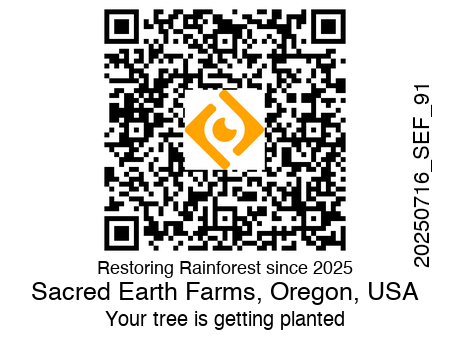 Restoring Rainforest since 2025
Sacred Earth Farms, Oregon, USA
Your tree is getting planted
20250716_SEF_91